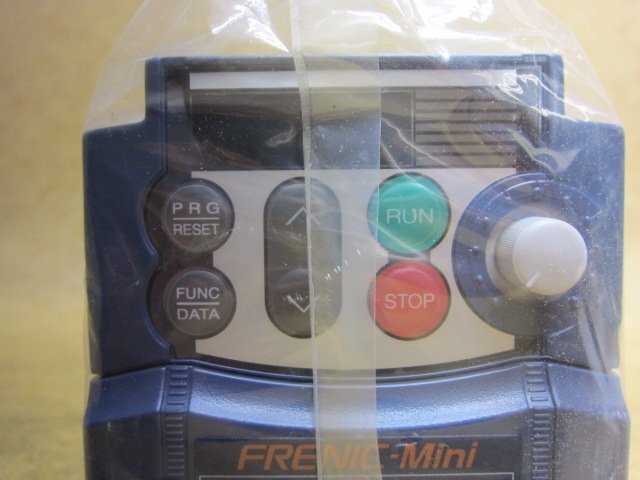 PRG
RESET
RUN
FUNC
DATA
STOP
FRENIC-Mini